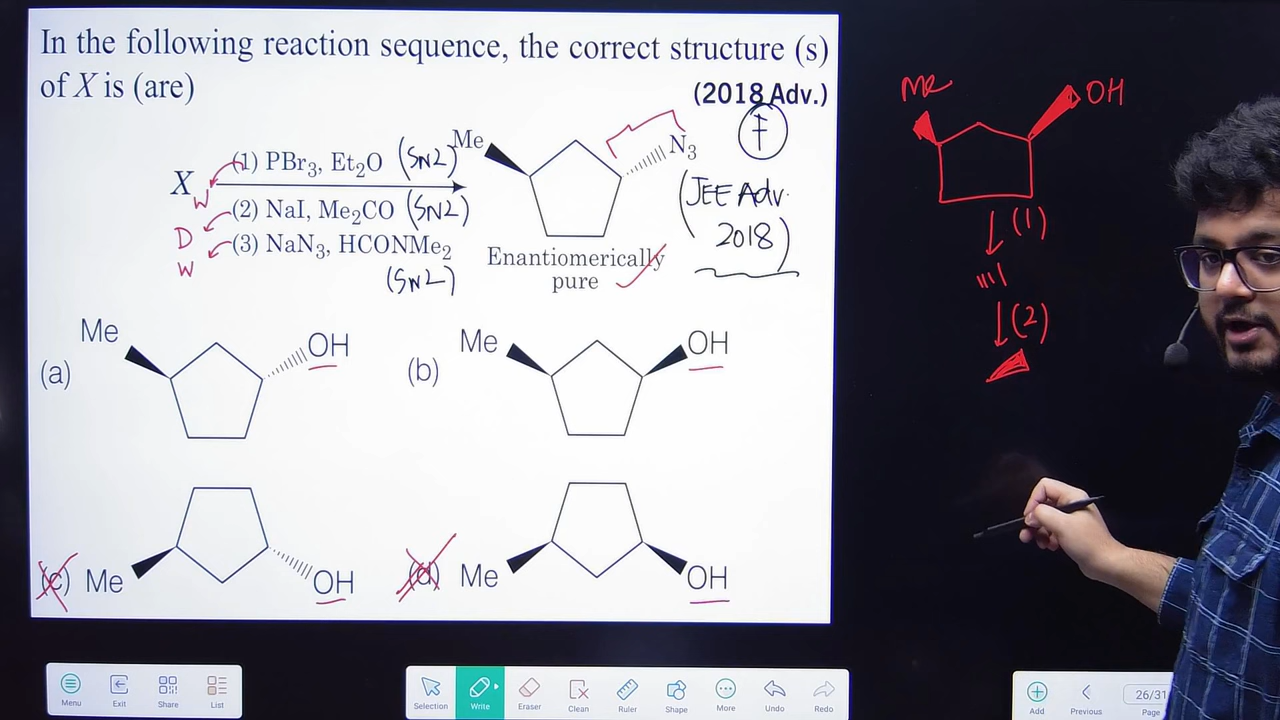 In the following reaction sequence, the correct structure (s)
of X is (are)
(2018 Adv.)
X
(1) PBr₃, Et₂O (SN2)
(2) NaI, Me₂CO (SN2)
(3) NaN₃, HCONMe₂
(SN2)
W
D
W
Me
N₃
Enantiomerically
pure
F
(JEE Adv.
2018)
(a)
Me
OH
(b)
Me
OH
(c)
Me
OH
(d)
Me
OH
Me
OH
(1)
(2)
Menu
Exit
Share
List
Selection
Write
Eraser
Clean
Ruler
Shape
More
Undo
Redo
Add
Previous
26/31
Page